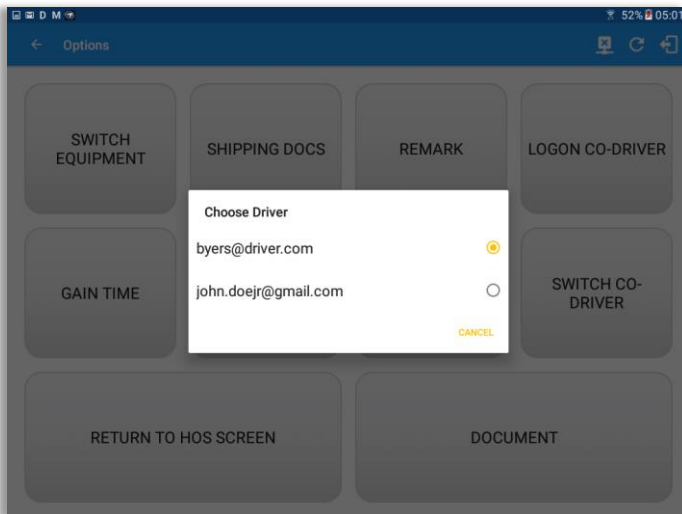 D M 52% 05:01
Options
SWITCH
EQUIPMENT
SHIPPING DOCS
REMARK
LOGON CO-DRIVER
Choose Driver
byers@driver.com
john.doejr@gmail.com
CANCEL
GAIN TIME
SWITCH CO-
DRIVER
RETURN TO HOS SCREEN
DOCUMENT